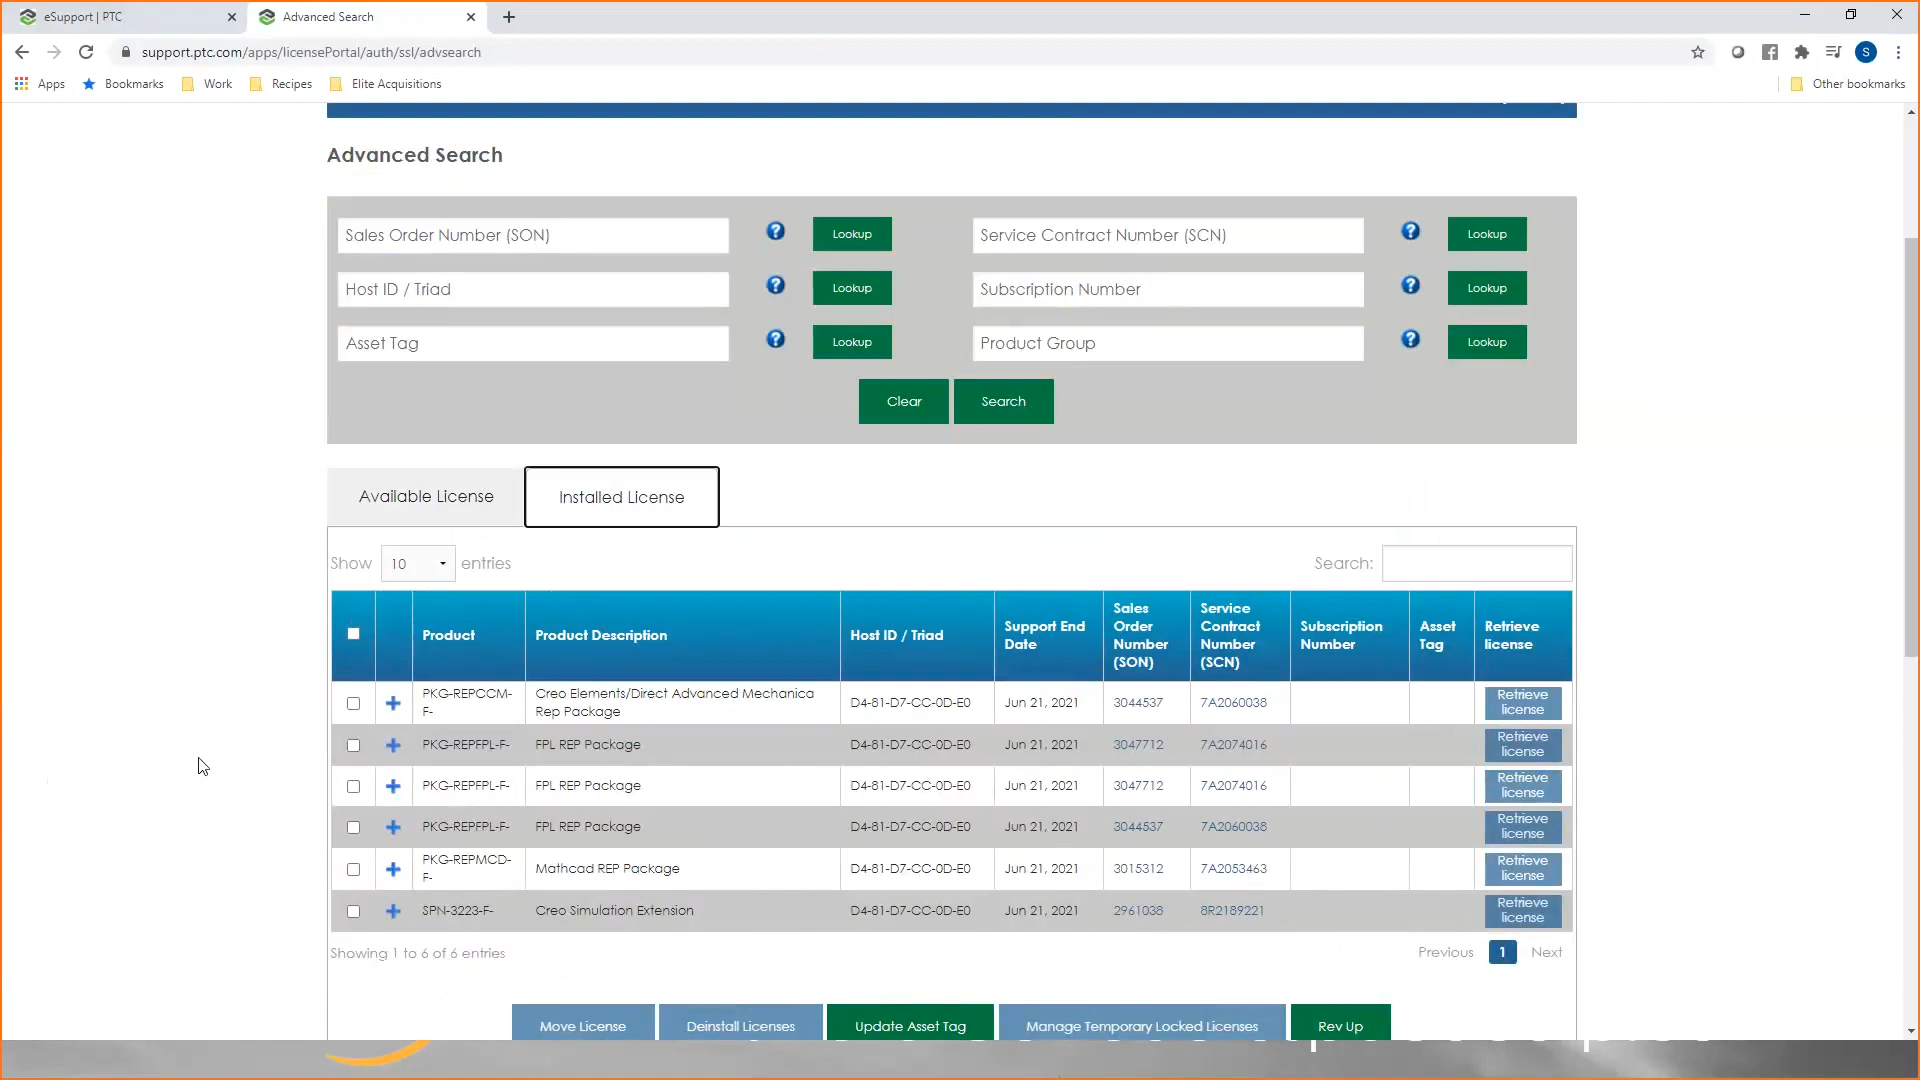 eSupport | PTC
Advanced Search
support.ptc.com/apps/licensePortal/auth/ssl/advsearch
S
Apps Bookmarks Work Recipes Elite Acquisitions Other bookmarks
Advanced Search
Sales Order Number (SON) ? Lookup Service Contract Number (SCN) ? Lookup
Host ID / Triad ? Lookup Subscription Number ? Lookup
Asset Tag ? Lookup Product Group ? Lookup
Clear Search
Available License Installed License
Show 10 entries Search:
Product Product Description Host ID / Triad Support End Date Sales Order Number (SON) Service Contract Number (SCN) Subscription Number Asset Tag Retrieve license
PKG-REPCCM-F- Creo Elements/Direct Advanced Mechanica Rep Package D4-81-D7-CC-0D-E0 Jun 21, 2021 3044537 7A2060038 Retrieve license
PKG-REPFPL-F- FPL REP Package D4-81-D7-CC-0D-E0 Jun 21, 2021 3047712 7A2074016 Retrieve license
PKG-REPFPL-F- FPL REP Package D4-81-D7-CC-0D-E0 Jun 21, 2021 3047712 7A2074016 Retrieve license
PKG-REPFPL-F- FPL REP Package D4-81-D7-CC-0D-E0 Jun 21, 2021 3044537 7A2060038 Retrieve license
PKG-REPMCD-F- Mathcad REP Package D4-81-D7-CC-0D-E0 Jun 21, 2021 3015312 7A2053463 Retrieve license
SPN-3223-F- Creo Simulation Extension D4-81-D7-CC-0D-E0 Jun 21, 2021 2961038 8R2189221 Retrieve license
Showing 1 to 6 of 6 entries Previous 1 Next
Move License Deinstall Licenses Update Asset Tag Manage Temporary Locked Licenses Rev Up